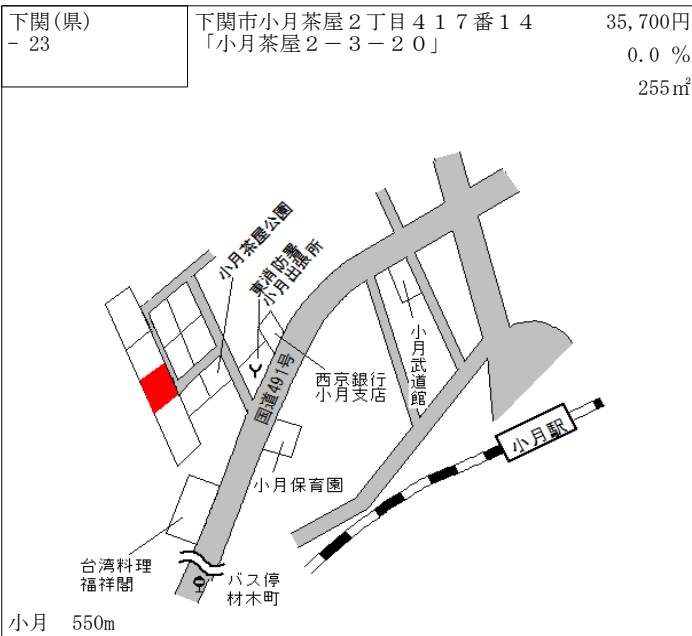 下関(県)
- 23
下関市小月茶屋２丁目４１７番１４
「小月茶屋２－３－２０」
35,700円
0.0 %
255㎡
小月茶屋公園
東消防署
小月出張所
国道491号
西京銀行
小月支店
小月武道館
小月駅
小月保育園
台湾料理
福祥閣
バス停
材木町
小月 550m